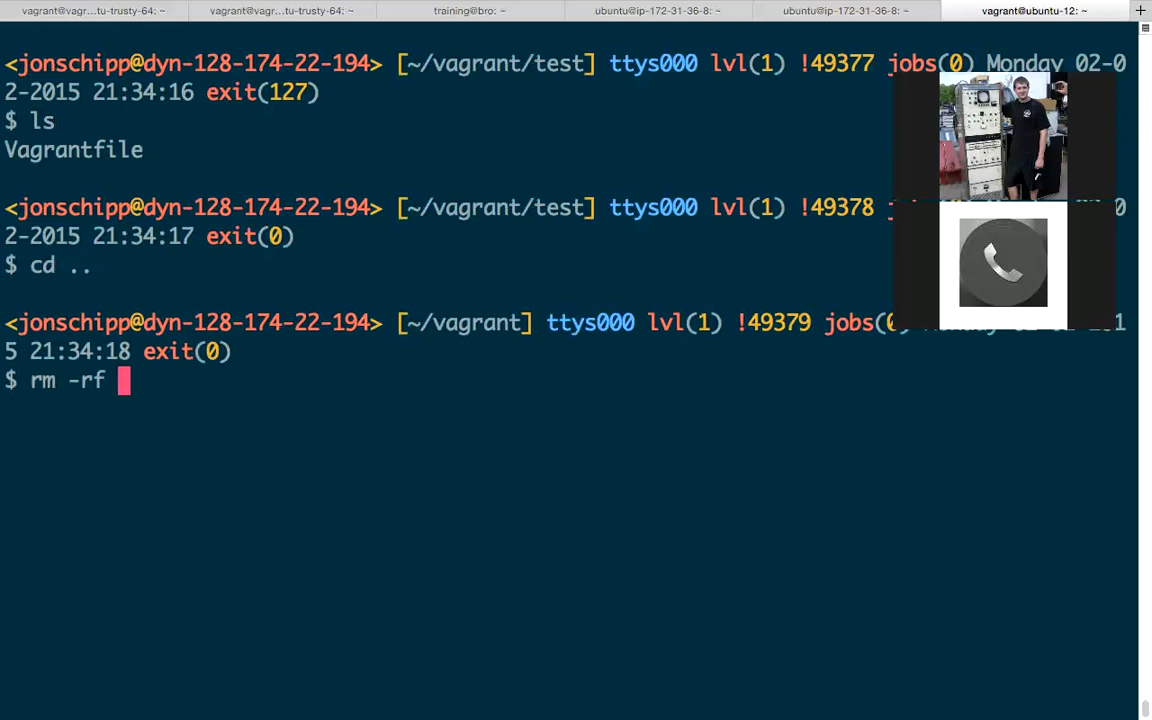 vagrant@vagr...tu-trusty-64: ~
vagrant@vagr...tu-trusty-64: ~
training@bro: ~
ubuntu@ip-172-31-36-8: ~
ubuntu@ip-172-31-36-8: ~
vagrant@ubuntu-12: ~
<jonschipp@dyn-128-174-22-194> [~/vagrant/test] ttys000 lvl(1) !49377 jobs(0) Monday 02-0
2-2015 21:34:16 exit(127)
$ ls
Vagrantfile
<jonschipp@dyn-128-174-22-194> [~/vagrant/test] ttys000 lvl(1) !49378
2-2015 21:34:17 exit(0)
$ cd ..
<jonschipp@dyn-128-174-22-194> [~/vagrant] ttys000 lvl(1) !49379 jobs(
5 21:34:18 exit(0)
$ rm -rf